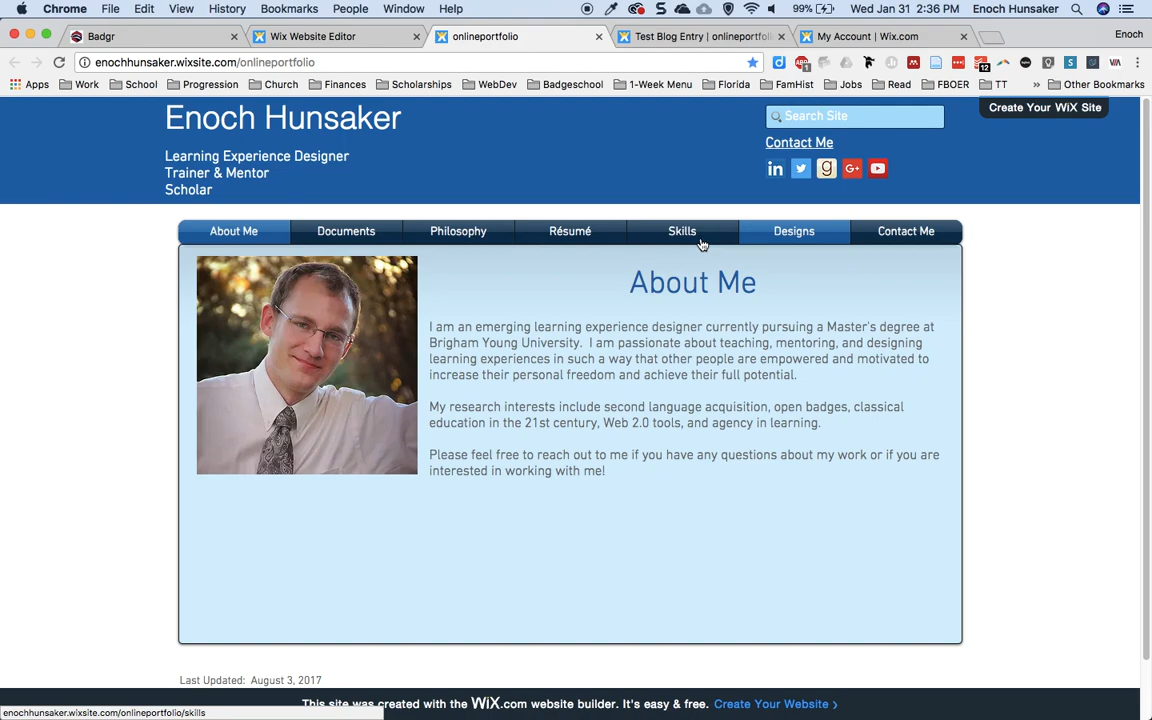 Chrome File Edit View History Bookmarks People Window Help 99% Wed Jan 31 2:36 PM Enoch Hunsaker
Badgr Wix Website Editor onlineportfolio Test Blog Entry | onlineportfoli My Account | Wix.com Enoch
enochhunsaker.wixsite.com/onlineportfolio
Apps Work School Progression Church Finances Scholarships WebDev Badgeschool 1-Week Menu Florida FamHist Jobs Read FBOER TT » Other Bookmarks
Enoch Hunsaker
Learning Experience Designer
Trainer & Mentor
Scholar
Search Site
Create Your WiX Site
Contact Me
About Me Documents Philosophy Résumé Skills Designs Contact Me
About Me
I am an emerging learning experience designer currently pursuing a Master's degree at
Brigham Young University. I am passionate about teaching, mentoring, and designing
learning experiences in such a way that other people are empowered and motivated to
increase their personal freedom and achieve their full potential.
My research interests include second language acquisition, open badges, classical
education in the 21st century, Web 2.0 tools, and agency in learning.
Please feel free to reach out to me if you have any questions about my work or if you are
interested in working with me!
Last Updated: August 3, 2017
This site was created with the WiX.com website builder. It's easy & free. Create Your Website >
enochhunsaker.wixsite.com/onlineportfolio/skills